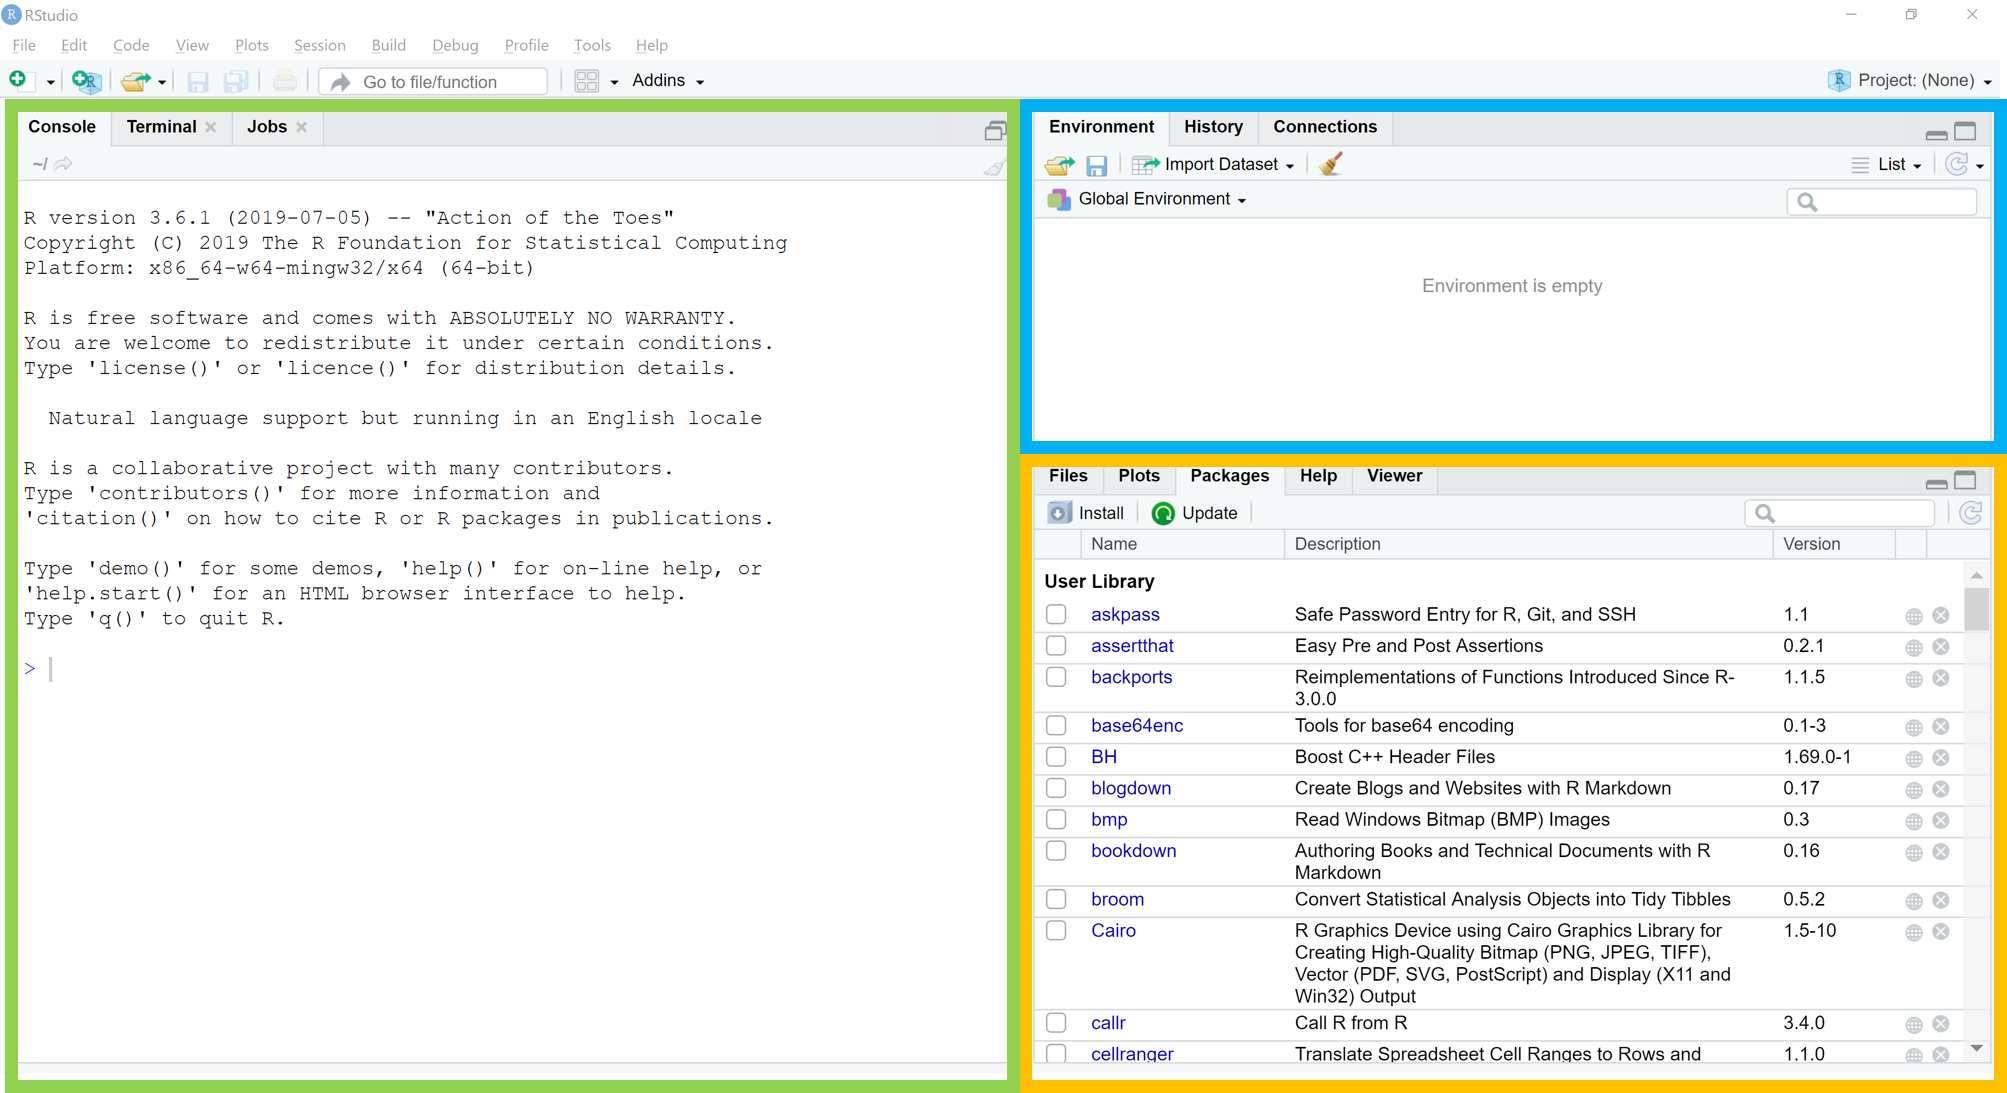 RStudio
File Edit Code View Plots Session Build Debug Profile Tools Help
Go to file/function Addins Project: (None)
Console Terminal Jobs
~/
R version 3.6.1 (2019-07-05) -- "Action of the Toes"
Copyright (C) 2019 The R Foundation for Statistical Computing
Platform: x86_64-w64-mingw32/x64 (64-bit)
R is free software and comes with ABSOLUTELY NO WARRANTY.
You are welcome to redistribute it under certain conditions.
Type 'license()' or 'licence()' for distribution details.
Natural language support but running in an English locale
R is a collaborative project with many contributors.
Type 'contributors()' for more information and
'citation()' on how to cite R or R packages in publications.
Type 'demo()' for some demos, 'help()' for on-line help, or
'help.start()' for an HTML browser interface to help.
Type 'q()' to quit R.
>
Environment History Connections
Import Dataset List
Global Environment
Environment is empty
Files Plots Packages Help Viewer
Install Update
Name Description Version
User Library
askpass Safe Password Entry for R, Git, and SSH 1.1
assertthat Easy Pre and Post Assertions 0.2.1
backports Reimplementations of Functions Introduced Since R- 1.1.5
3.0.0
base64enc Tools for base64 encoding 0.1-3
BH Boost C++ Header Files 1.69.0-1
blogdown Create Blogs and Websites with R Markdown 0.17
bmp Read Windows Bitmap (BMP) Images 0.3
bookdown Authoring Books and Technical Documents with R 0.16
Markdown
broom Convert Statistical Analysis Objects into Tidy Tibbles 0.5.2
Cairo R Graphics Device using Cairo Graphics Library for 1.5-10
Creating High-Quality Bitmap (PNG, JPEG, TIFF),
Vector (PDF, SVG, PostScript) and Display (X11 and
Win32) Output
callr Call R from R 3.4.0
cellranger Translate Spreadsheet Cell Ranges to Rows and 1.1.0